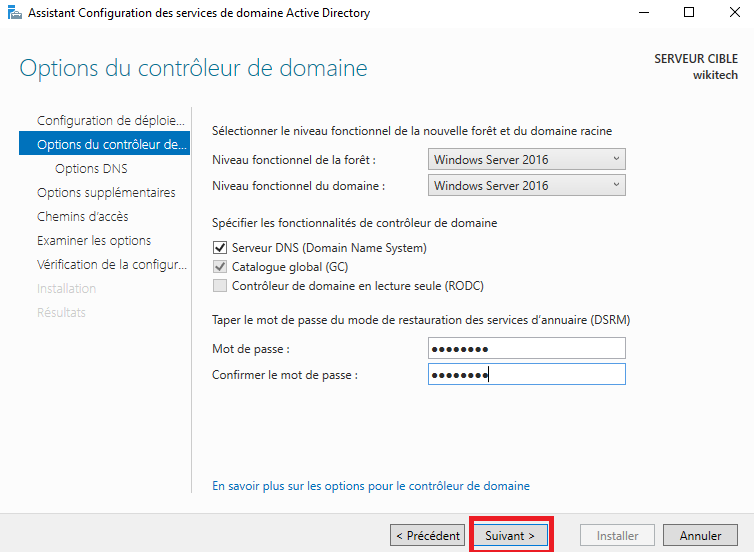 Assistant Configuration des services de domaine Active Directory
Options du contrôleur de domaine
SERVEUR CIBLE
wikitech
Configuration de déploie...
Options du contrôleur de...
Options DNS
Options supplémentaires
Chemins d’accès
Examiner les options
Vérification de la configur...
Installation
Résultats
Sélectionner le niveau fonctionnel de la nouvelle forêt et du domaine racine
Niveau fonctionnel de la forêt : Windows Server 2016
Niveau fonctionnel du domaine : Windows Server 2016
Spécifier les fonctionnalités de contrôleur de domaine
Serveur DNS (Domain Name System)
Catalogue global (GC)
Contrôleur de domaine en lecture seule (RODC)
Taper le mot de passe du mode de restauration des services d’annuaire (DSRM)
Mot de passe : ••••••••
Confirmer le mot de passe : ••••••••
En savoir plus sur les options pour le contrôleur de domaine
< Précédent Suivant > Installer Annuler